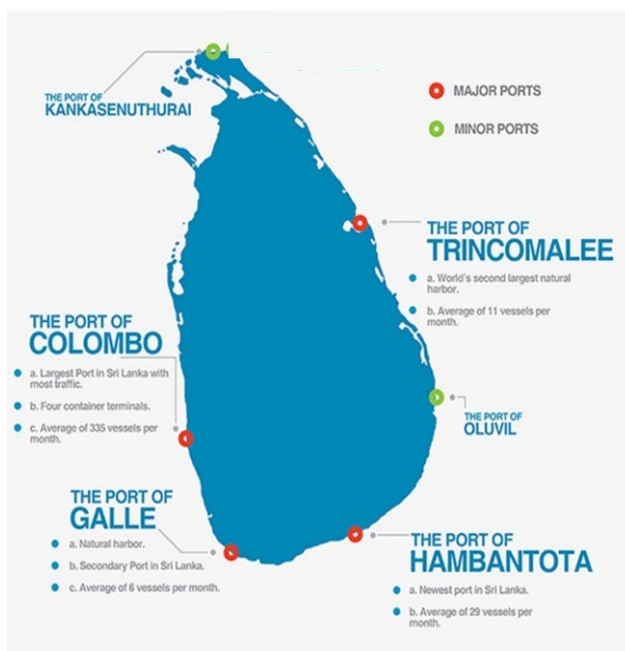 THE PORT OF
KANKASENUTHURAI
MAJOR PORTS
MINOR PORTS
THE PORT OF
TRINCOMALEE
a. World's second largest natural
harbor.
b. Average of 11 vessels per
month.
THE PORT OF
COLOMBO
a. Largest Port in Sri Lanka with
most traffic.
b. Four container terminals.
c. Average of 335 vessels per
month.
THE PORT OF
OLUVIL
THE PORT OF
GALLE
a. Natural harbor.
b. Secondary Port in Sri Lanka.
c. Average of 6 vessels per month.
THE PORT OF
HAMBANTOTA
a. Newest port in Sri Lanka.
b. Average of 29 vessels per
month.